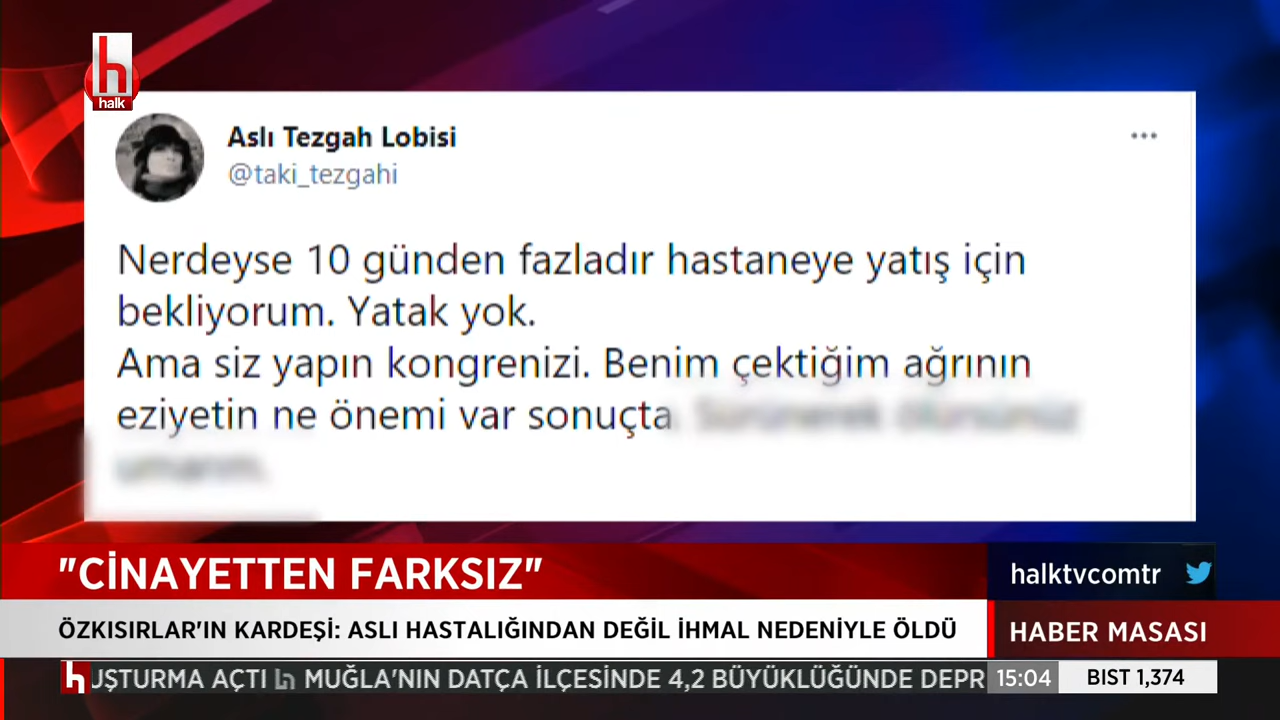 halk
Aslı Tezgah Lobisi
@taki_tezgahi
Nerdeyse 10 günden fazladır hastaneye yatış için
bekliyorum. Yatak yok.
Ama siz yapın kongrenizi. Benim çektiğim ağrının
eziyetin ne önemi var sonuçta.
"CİNAYETTEN FARKSIZ"
halktvcomtr
ÖZKISIRLAR'IN KARDEŞİ: ASLI HASTALIĞINDAN DEĞİL İHMAL NEDENİYLE ÖLDÜ
HABER MASASI
UŞTURMA AÇTI MUĞLA'NIN DATÇA İLÇESİNDE 4,2 BÜYÜKLÜĞÜNDE DEPR
15:04
BIST 1,374